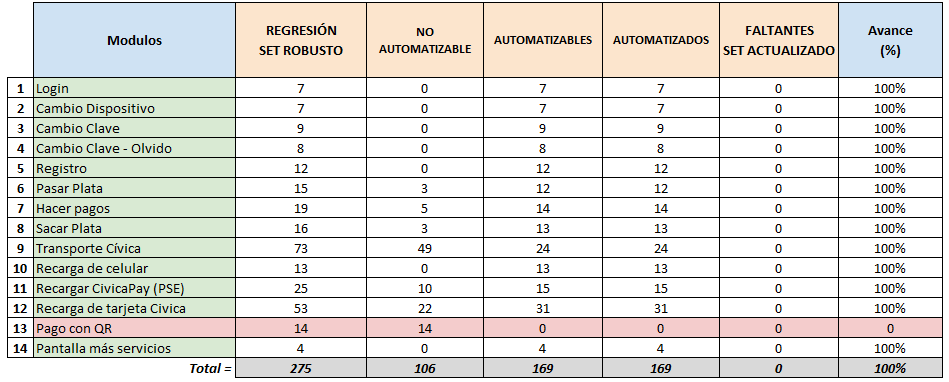 Modulos REGRESIÓN SET ROBUSTO NO AUTOMATIZABLE AUTOMATIZABLES AUTOMATIZADOS FALTANTES SET ACTUALIZADO Avance (%)
1 Login 7 0 7 7 0 100%
2 Cambio Dispositivo 7 0 7 7 0 100%
3 Cambio Clave 9 0 9 9 0 100%
4 Cambio Clave - Olvido 8 0 8 8 0 100%
5 Registro 12 0 12 12 0 100%
6 Pasar Plata 15 3 12 12 0 100%
7 Hacer pagos 19 5 14 14 0 100%
8 Sacar Plata 16 3 13 13 0 100%
9 Transporte Cívica 73 49 24 24 0 100%
10 Recarga de celular 13 0 13 13 0 100%
11 Recargar CivicaPay (PSE) 25 10 15 15 0 100%
12 Recarga de tarjeta Civica 53 22 31 31 0 100%
13 Pago con QR 14 14 0 0 0 0
14 Pantalla más servicios 4 0 4 4 0 100%
Total = 275 106 169 169 0 100%